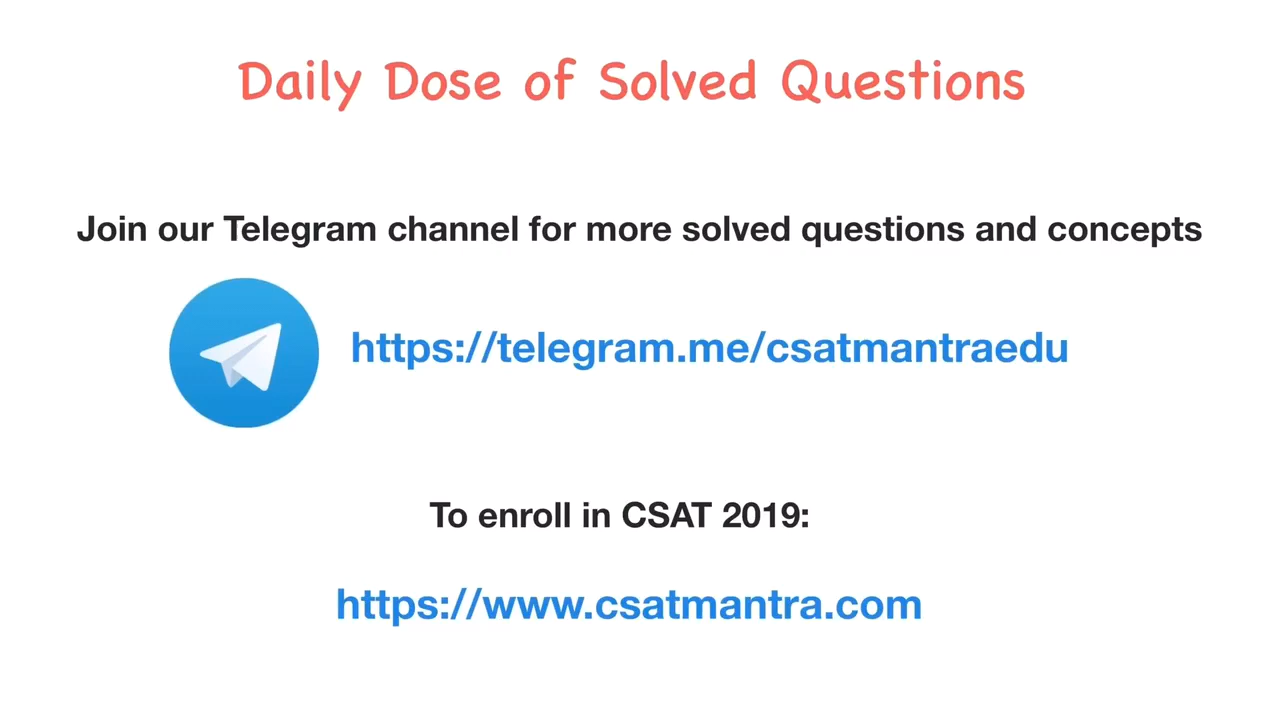 Daily Dose of Solved Questions
Join our Telegram channel for more solved questions and concepts
https://telegram.me/csatmantraedu
To enroll in CSAT 2019:
https://www.csatmantra.com